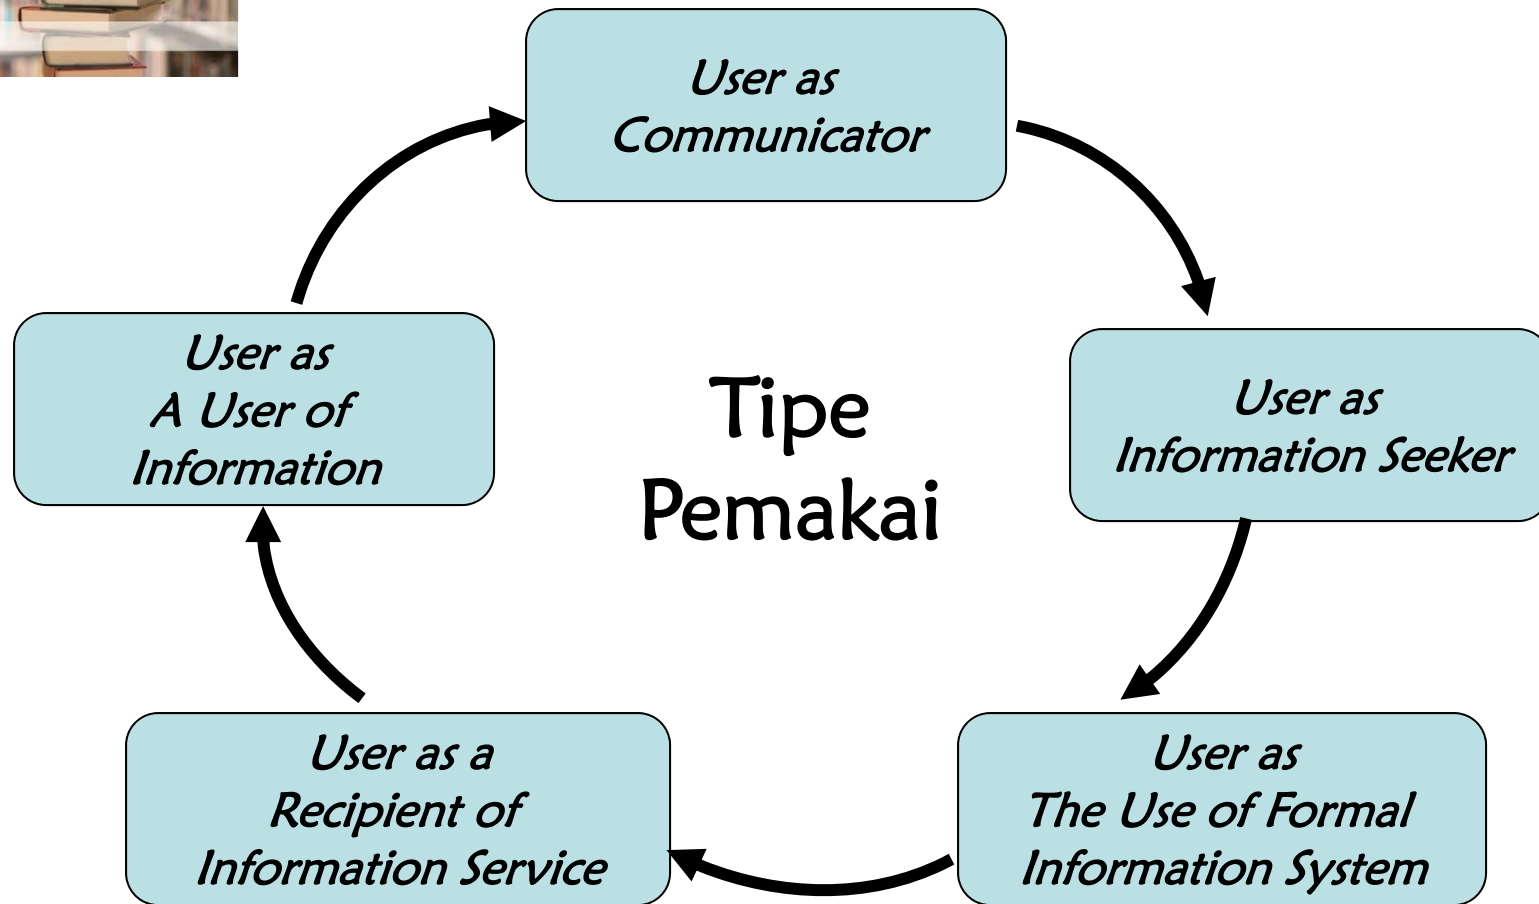 User as
Communicator
User as
Information Seeker
User as
The Use of Formal
Information System
User as a
Recipient of
Information Service
User as
A User of
Information
Tipe
Pemakai